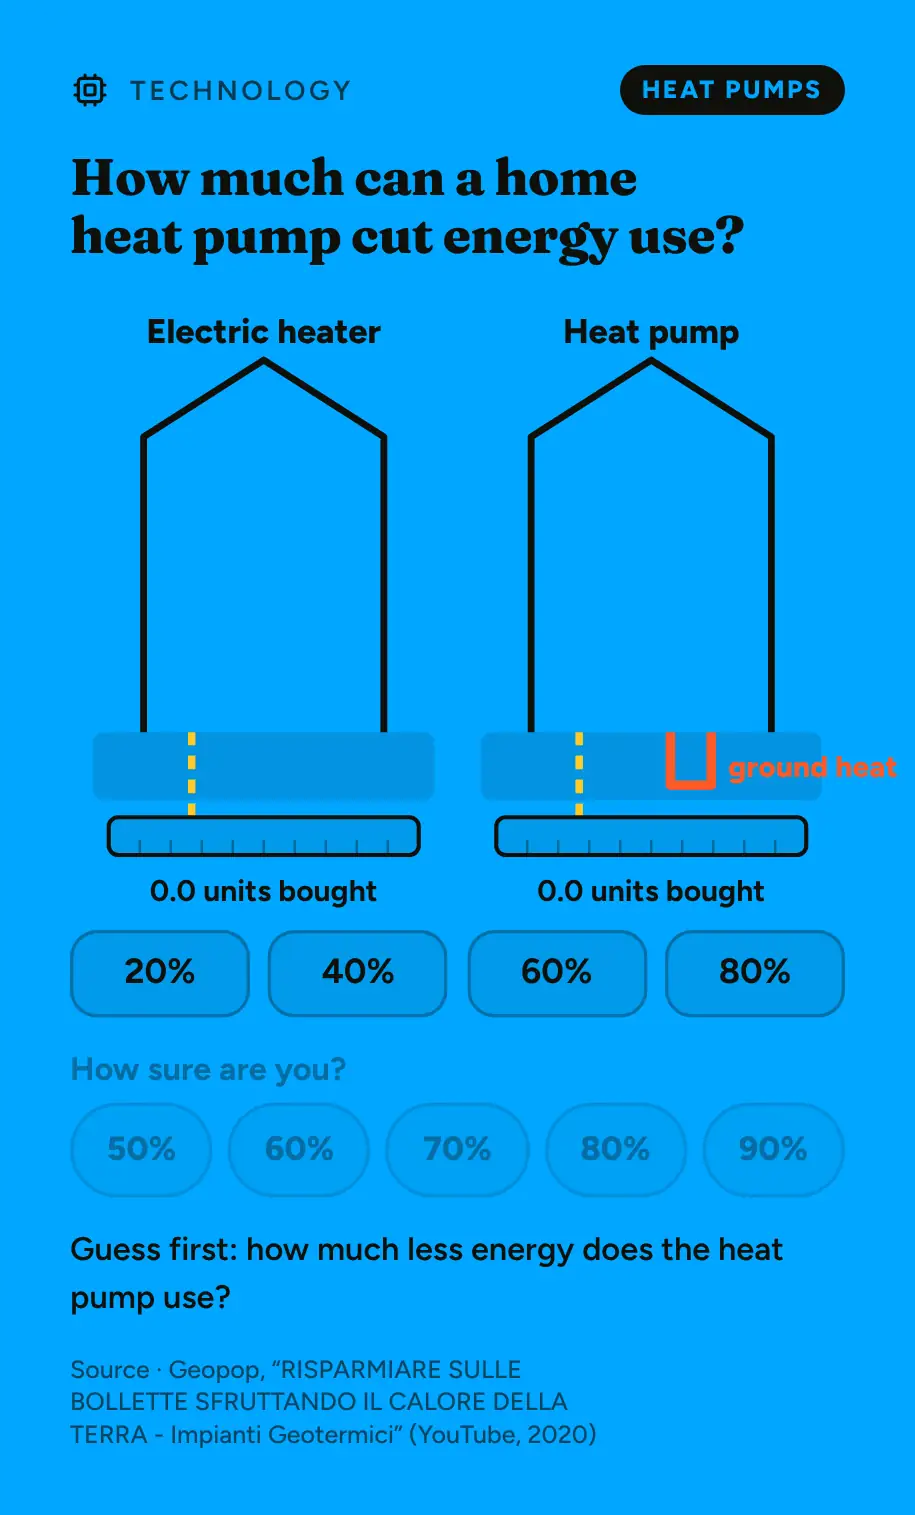 TECHNOLOGY
HEAT PUMPS
How much can a home
heat pump cut energy use?
Electric heater
Heat pump
ground heat
0.0 units bought
0.0 units bought
20%
40%
60%
80%
How sure are you?
50%
60%
70%
80%
90%
Guess first: how much less energy does the heat
pump use?
Source · Geopop, “RISPARMIARE SULLE
BOLLETTE SFRUTTANDO IL CALORE DELLA
TERRA - Impianti Geotermici” (YouTube, 2020)